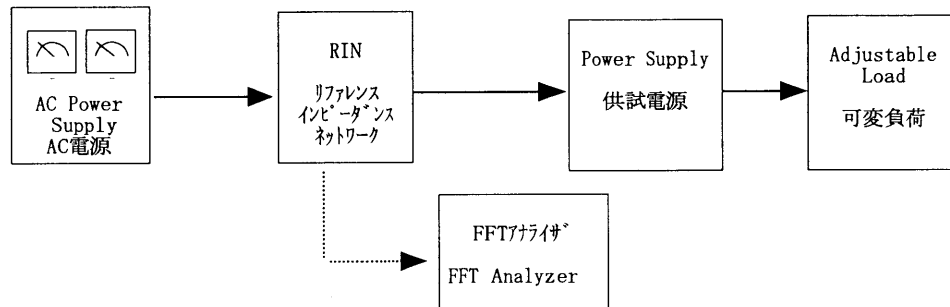 AC Power
Supply
AC電源
RIN
リファレンス
インピーダンス
ネットワーク
Power Supply
供試電源
Adjustable
Load
可変負荷
FFTアナライザ
FFT Analyzer